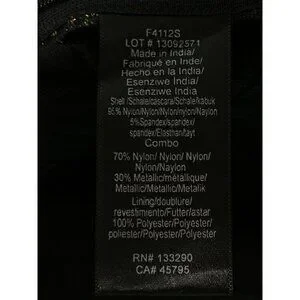 F4112S
LOT # 13092571
Made in India/
Fabriqué en Inde/
Hecho en la India/
Esenziwe India/
Esenziwe India
Shell /Schale/cascara/Schale/kabuk
95% Nylon/Nylon/Nylon/nylon/Naylon
5%Spandex/spandex/
spandex/Elasthan/tayt
Combo
70% Nylon/ Nylon/ Nylon/
Nylon/Naylon
30% Metallic/métallique/
Metallic/Metallic/Metalik
Lining/doublure/
revestimiento/Futter/astar
100% Polyester/Polyester/
poliester/Polyester/Polyester
RN# 133290
CA# 45795